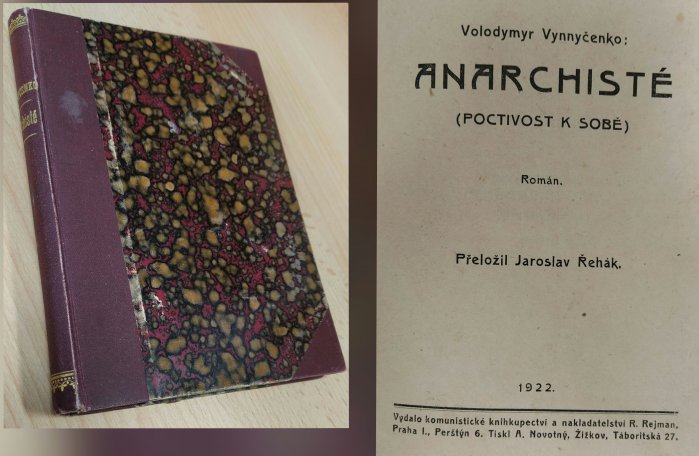 Volodymyr Vynnyčenko:
ANARCHISTÉ
(POCTIVOST K SOBĚ)
Román.
Přeložil Jaroslav Řehák.
1922.
Vydalo komunistické knihkupectví a nakladatelství R. Rejman,
Praha I., Perštýn 6. Tiskl A. Novotný, Žižkov, Táboritská 27.